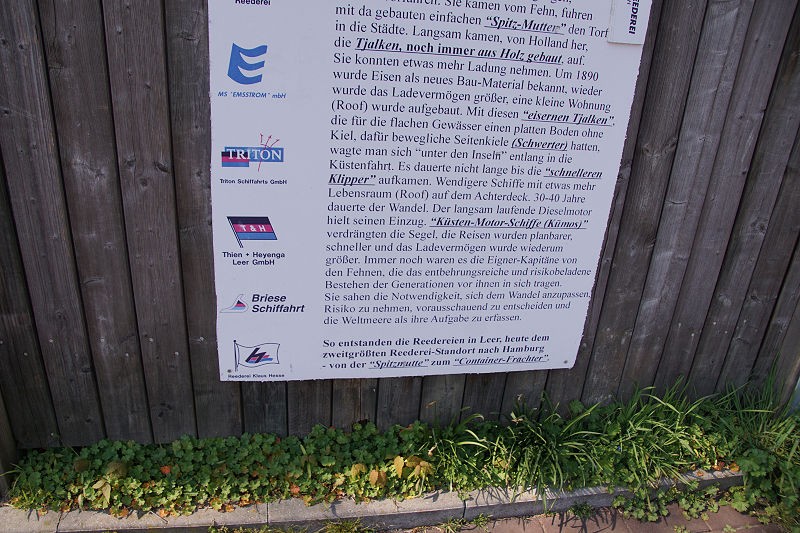 Reederei
MS "EMSSTROM" mbH
TRITON
Triton Schiffahrts GmbH
T & H
Thien + Heyenga
Leer GmbH
Briese
Schiffahrt
Reederei Klaus Hesse
Sie kamen vom Fehn, fuhren
mit da gebauten einfachen "Spitz-Mutten" den Torf
in die Städte. Langsam kamen, von Holland her,
die Tjalken, noch immer aus Holz gebaut, auf.
Sie konnten etwas mehr Ladung nehmen. Um 1890
wurde Eisen als neues Bau-Material bekannt, wieder
wurde das Ladevermögen größer, eine kleine Wohnung
(Roof) wurde aufgebaut. Mit diesen "eisernen Tjalken",
die für die flachen Gewässer einen platten Boden ohne
Kiel, dafür bewegliche Seitenkiele (Schwerter) hatten,
wagte man sich "unter den Inseln" entlang in die
Küstenfahrt. Es dauerte nicht lange bis die "schnelleren
Klipper" aufkamen. Wendigere Schiffe mit etwas mehr
Lebensraum (Roof) auf dem Achterdeck. 30-40 Jahre
dauerte der Wandel. Der langsam laufende Dieselmotor
hielt seinen Einzug. "Küsten-Motor-Schiffe (Kümos)"
verdrängten die Segel, die Reisen wurden planbarer,
schneller und das Ladevermögen wurde wiederum
größer. Immer noch waren es die Eigner-Kapitäne von
den Fehnen, die das entbehrungsreiche und risikobeladene
Bestehen der Generationen vor ihnen in sich tragen.
Sie sahen die Notwendigkeit, sich dem Wandel anzupassen,
Risiko zu nehmen, vorausschauend zu entscheiden und
die Weltmeere als ihre Aufgabe zu erfassen.
So entstanden die Reedereien in Leer, heute dem
zweitgrößten Reederei-Standort nach Hamburg
- von der "Spitzmutte" zum "Container-Frachter".
REEDEREI